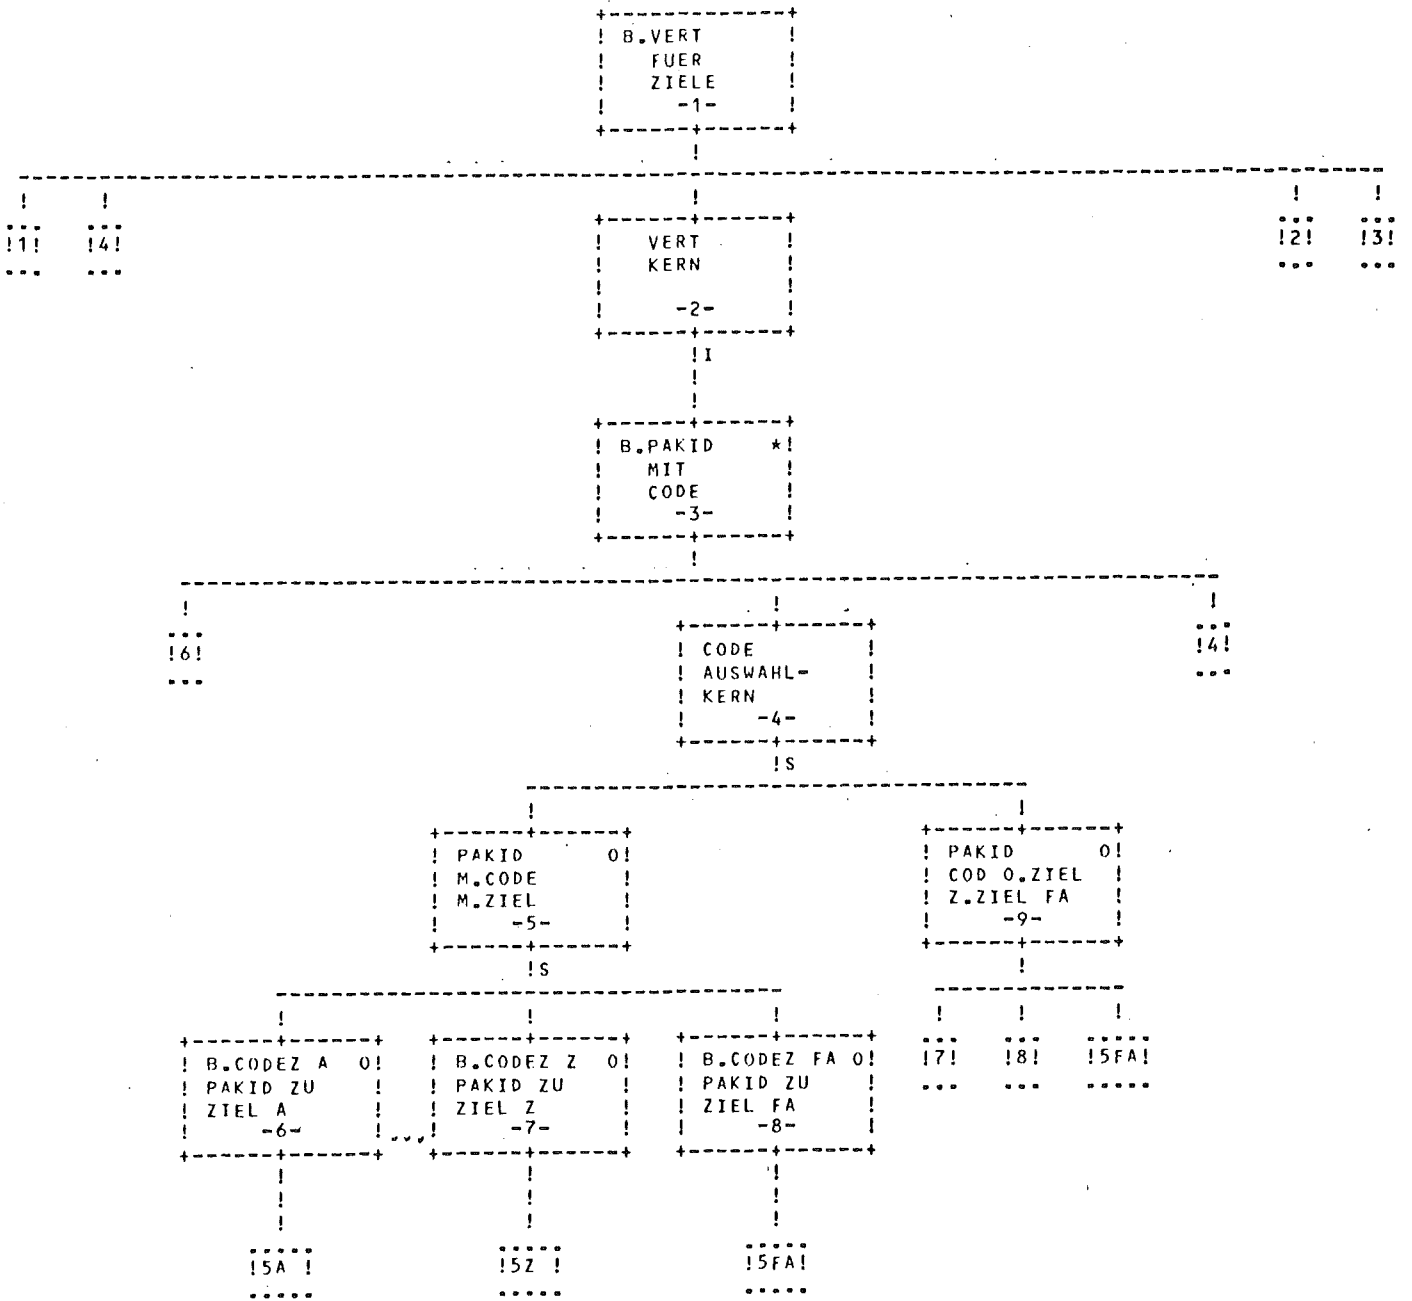 B.VERT
FUER
ZIELE
-1-
!1! !4! !2! !3!
VERT
KERN
-2-
I
B.PAKID *
MIT
CODE
-3-
!6! !4!
CODE
AUSWAHL-
KERN
-4-
S
PAKID O
M.CODE
M.ZIEL
-5-
PAKID O
COD O.ZIEL
Z.ZIEL FA
-9-
S
B.CODEZ A O
PAKID ZU
ZIEL A
-6-
...
B.CODEZ Z O
PAKID ZU
ZIEL Z
-7-
B.CODEZ FA O
PAKID ZU
ZIEL FA
-8-
!7! !8! !5FA!
!5A ! !5Z ! !5FA!